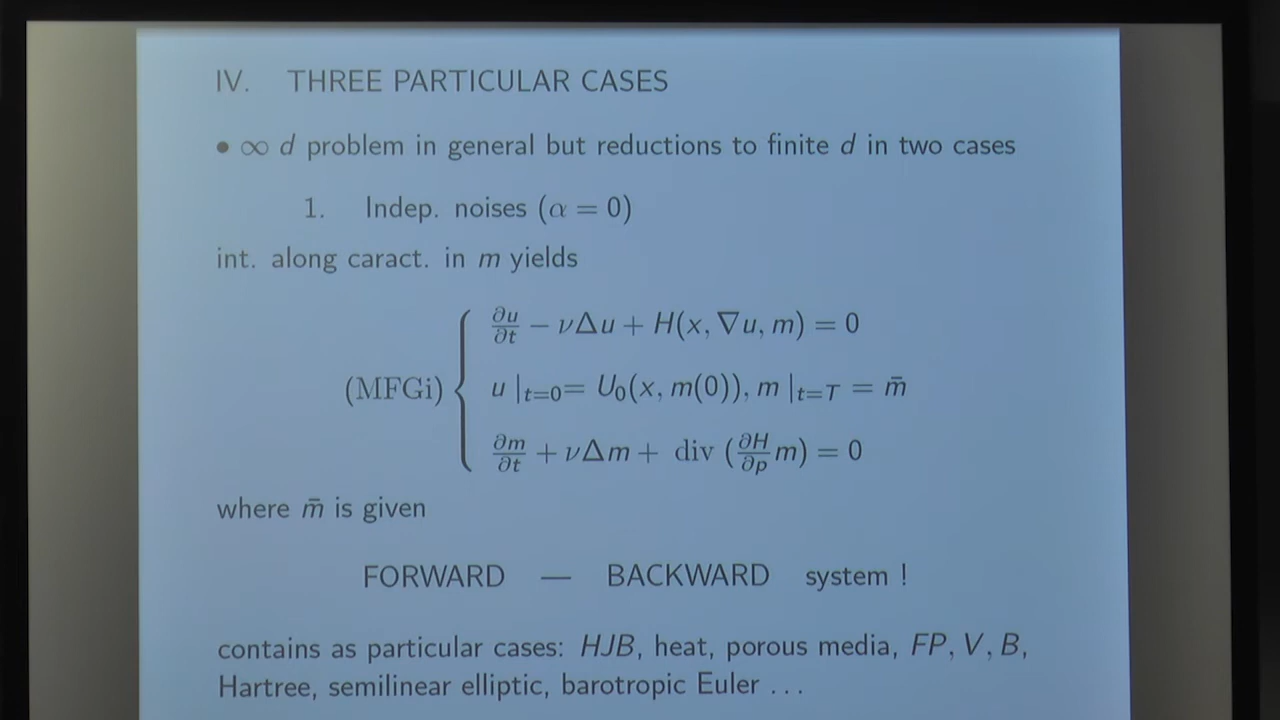 IV. THREE PARTICULAR CASES
• ∞ d problem in general but reductions to finite d in two cases
1. Indep. noises (α = 0)
int. along caract. in m yields
∂u/∂t − νΔu + H(x, ∇u, m) = 0
(MFGi) { u |t=0= U₀(x, m(0)), m |t=T = m̄
∂m/∂t + νΔm + div (∂H/∂p m) = 0
where m̄ is given
FORWARD — BACKWARD system !
contains as particular cases: HJB, heat, porous media, FP, V, B,
Hartree, semilinear elliptic, barotropic Euler . . .